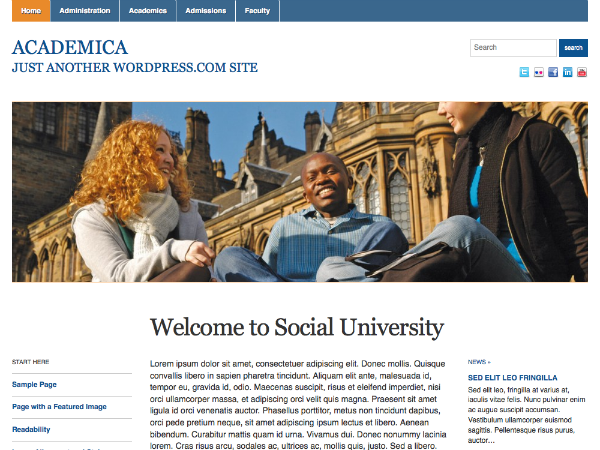 Home Administration Academics Admissions Faculty
ACADEMICA
JUST ANOTHER WORDPRESS.COM SITE
Search search
Welcome to Social University
START HERE
Sample Page
Page with a Featured Image
Readability
Lorem ipsum dolor sit amet, consectetuer adipiscing elit. Donec mollis. Quisque
convallis libero in sapien pharetra tincidunt. Aliquam elit ante, malesuada id,
tempor eu, gravida id, odio. Maecenas suscipit, risus et eleifend imperdiet, nisi
orci ullamcorper massa, et adipiscing orci velit quis magna. Praesent sit amet
ligula id orci venenatis auctor. Phasellus porttitor, metus non tincidunt dapibus,
orci pede pretium neque, sit amet adipiscing ipsum lectus et libero. Aenean
bibendum. Curabitur mattis quam id urna. Vivamus dui. Donec nonummy lacinia
lorem. Cras risus arcu, sodales ac, ultrices ac, mollis quis, justo. Sed a libero.
NEWS »
SED ELIT LEO FRINGILLA
Sed elit leo, fringilla at varius at,
iaculis vitae felis. Nunc pulvinar enim
ac augue suscipit accumsan.
Vestibulum ullamcorper euismod
sagittis. Pellentesque risus purus,
auctor…